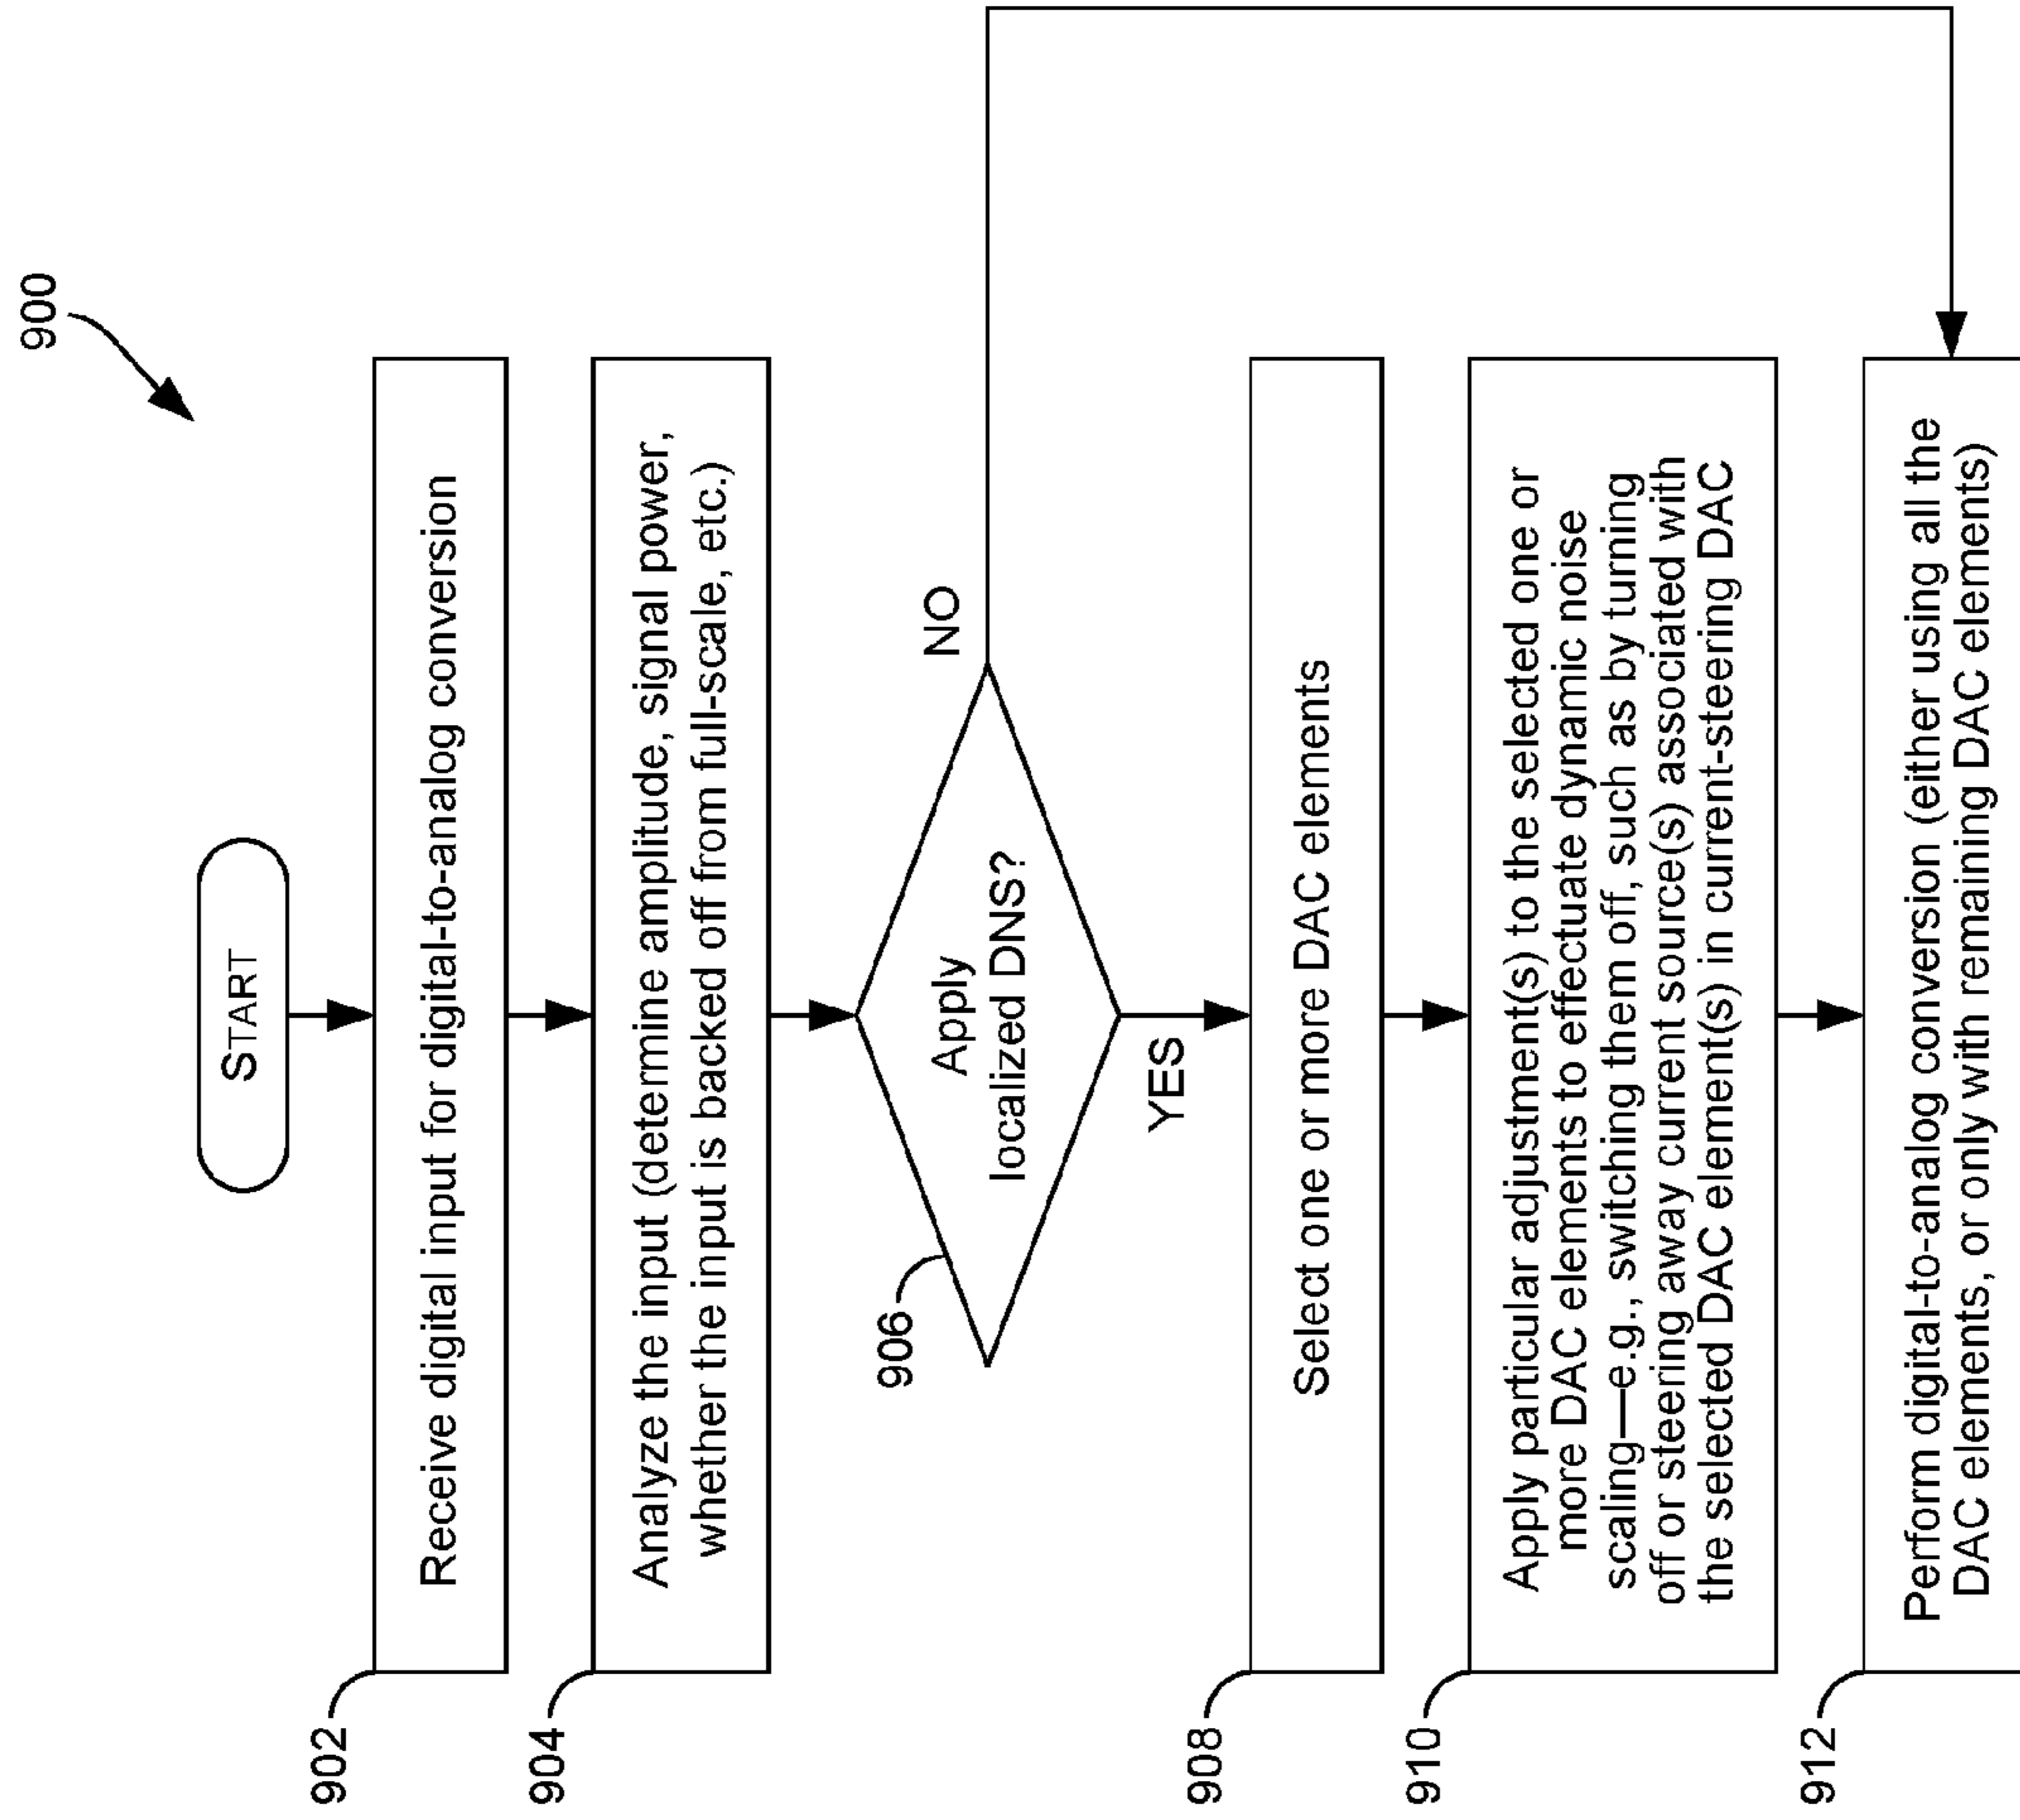 900
START
902
Receive digital input for digital-to-analog conversion
904
Analyze the input (determine amplitude, signal power,
whether the input is backed off from full-scale, etc.)
906
Apply
localized DNS?
NO
YES
908
Select one or more DAC elements
910
Apply particular adjustment(s) to the selected one or
more DAC elements to effectuate dynamic noise
scaling—e.g., switching them off, such as by turning
off or steering away current source(s) associated with
the selected DAC element(s) in current-steering DAC
912
Perform digital-to-analog conversion (either using all the
DAC elements, or only with remaining DAC elements)